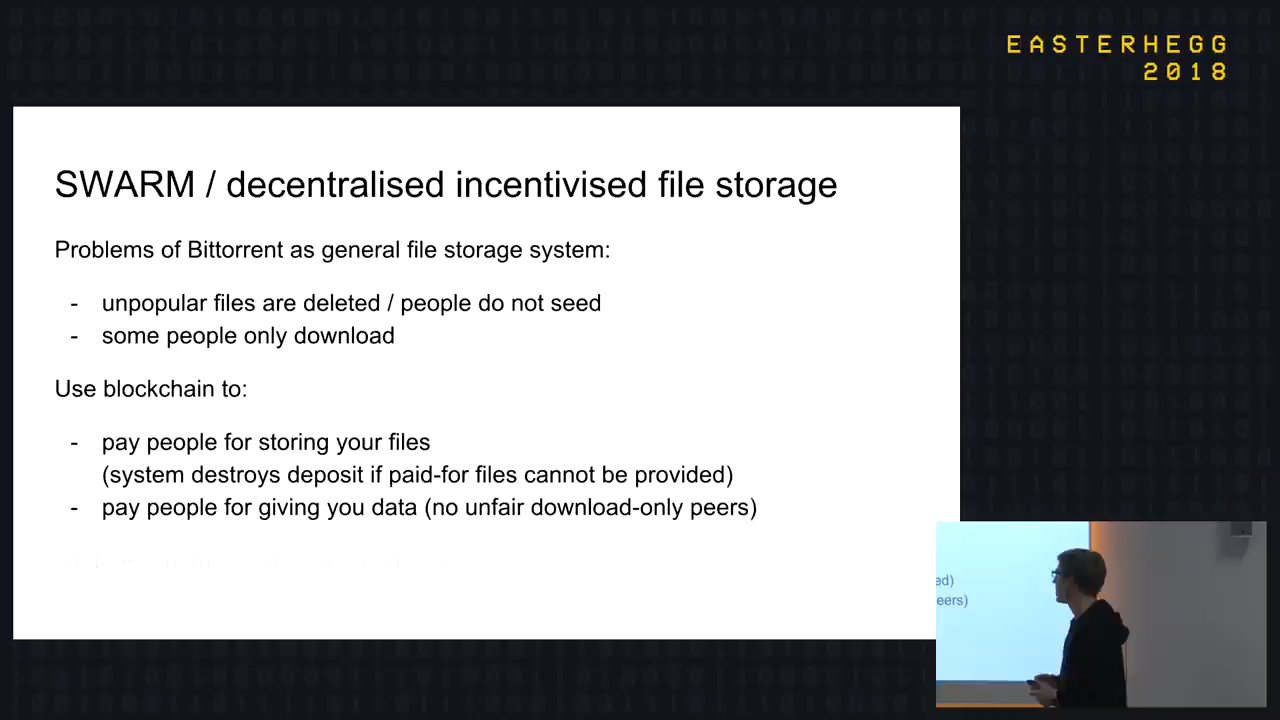 EASTERHEGG
2018
SWARM / decentralised incentivised file storage
Problems of Bittorrent as general file storage system:
- unpopular files are deleted / people do not seed
- some people only download
Use blockchain to:
- pay people for storing your files
(system destroys deposit if paid-for files cannot be provided)
- pay people for giving you data (no unfair download-only peers)
ed)
eers)